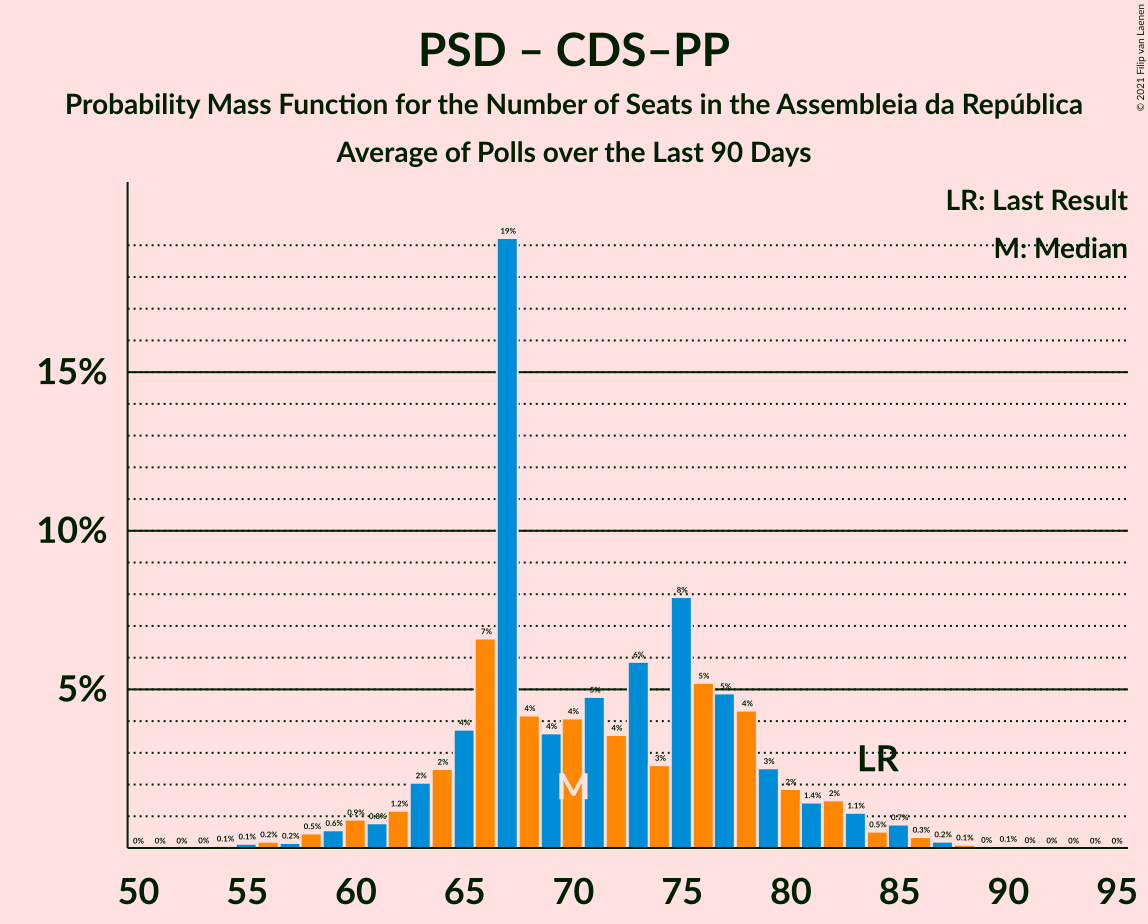 PSD – CDS–PP
Probability Mass Function for the Number of Seats in the Assembleia da República
Average of Polls over the Last 90 Days
© 2021 Filip van Laenen
LR: Last Result
M: Median
15%
10%
5%
0% 0% 0% 0% 0.1% 0.1% 0.2% 0.2% 0.5% 0.6% 0.9% 0.8% 1.2% 2% 2% 4% 7% 19% 4% 4% 4% 5% 4% 6% 3% 8% 5% 5% 4% 3% 2% 1.4% 2% 1.1% 0.5% 0.7% 0.3% 0.2% 0.1% 0% 0.1% 0% 0% 0% 0% 0%
M
LR
50 55 60 65 70 75 80 85 90 95